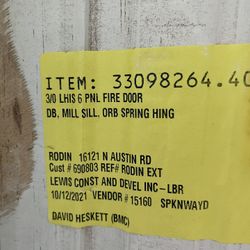 ITEM: 33098264.40
3/0 LHIS 6 PNL FIRE DOOR
DB, MILL SILL, ORB SPRING HING
RODIN 16121 N AUSTIN RD
Cust # 690803 REF# RODIN EXT
LEWIS CONST AND DEVEL INC-LBR
10/12/2021 VENDOR # 15160 SPKNWAYD
DAVID HESKETT (BMC)